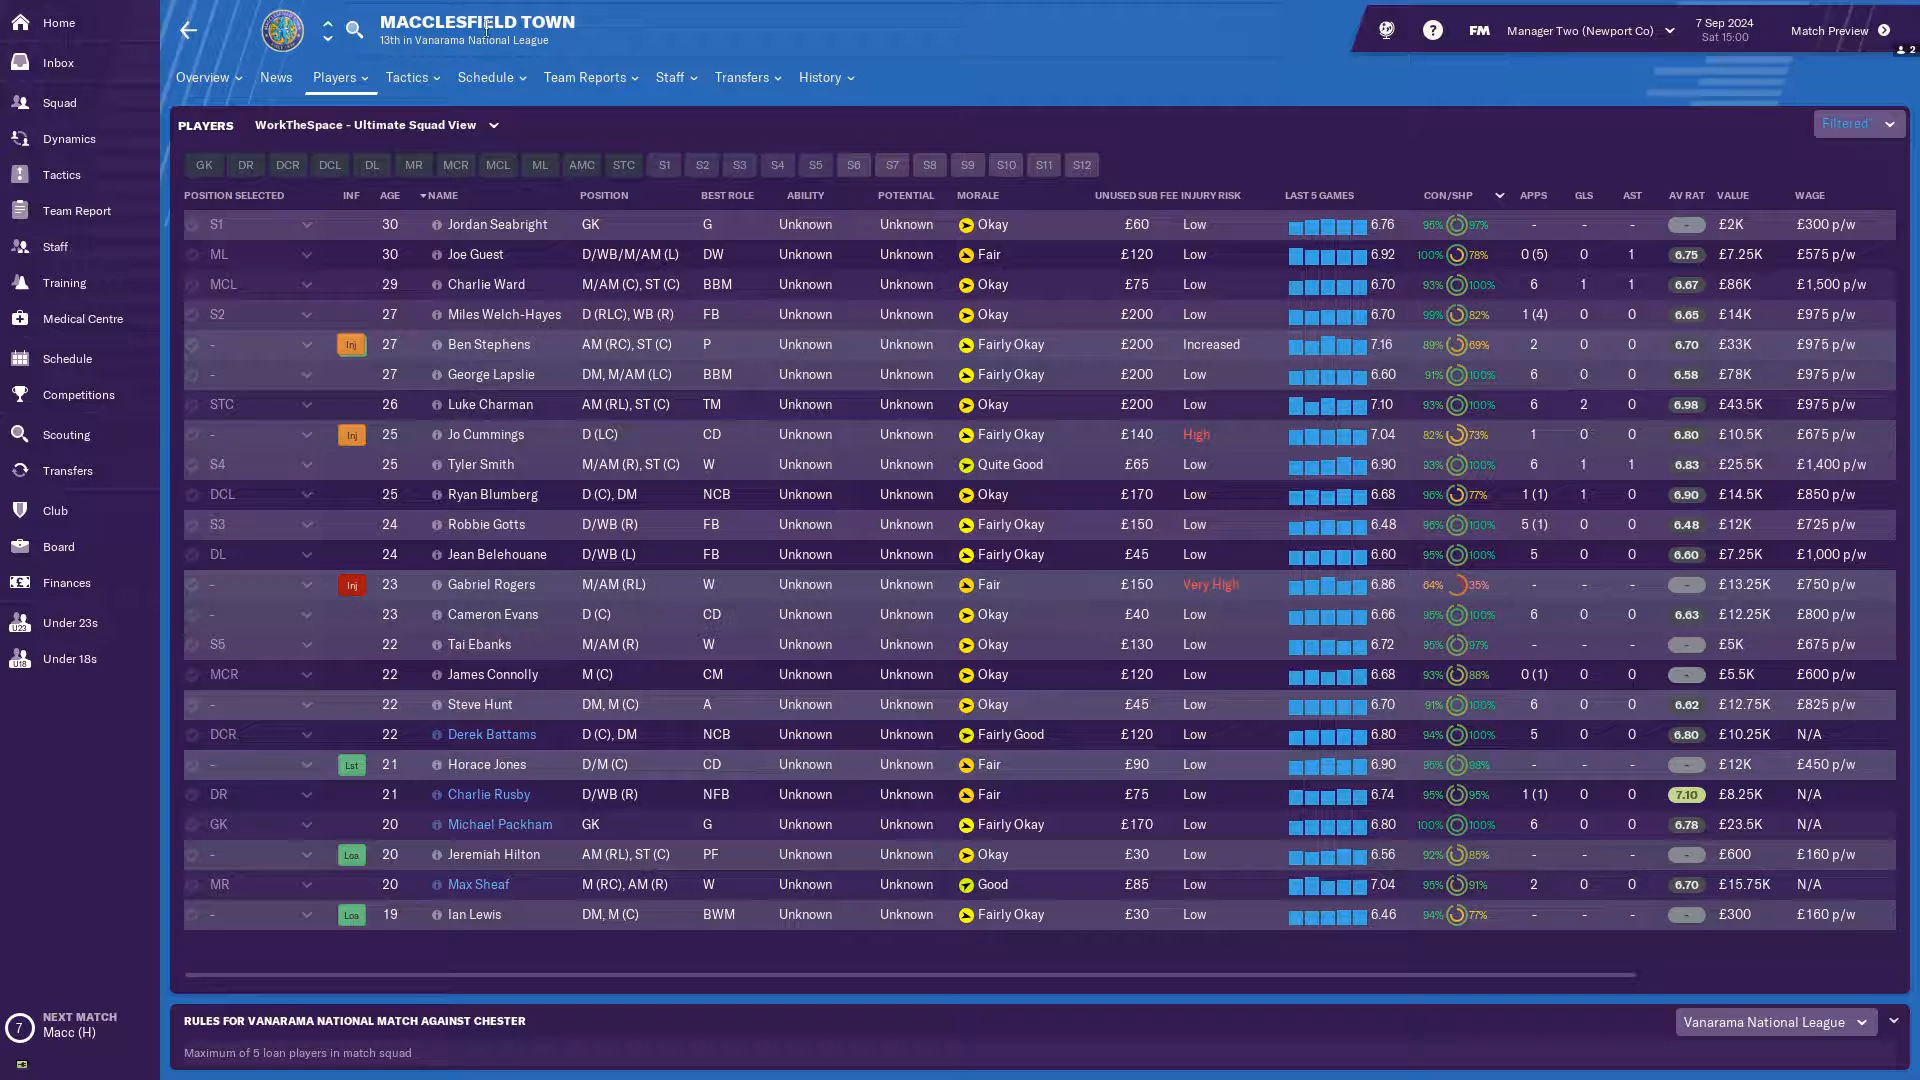 MACCLESFIELD TOWN
13th in Vanarama National League
FM Manager Two (Newport Co)
7 Sep 2024
Sat 15:00
Match Preview
2
Home
Inbox
Squad
Dynamics
Tactics
Team Report
Staff
Training
Medical Centre
Schedule
Competitions
Scouting
Transfers
Club
Board
Finances
U23 Under 23s
U18 Under 18s
7 NEXT MATCH
Macc (H)
Overview News Players Tactics Schedule Team Reports Staff Transfers History
PLAYERS WorkTheSpace - Ultimate Squad View Filtered*
GK DR DCR DCL DL MR MCR MCL ML AMC STC S1 S2 S3 S4 S5 S6 S7 S8 S9 S10 S11 S12
POSITION SELECTED INF AGE NAME POSITION BEST ROLE ABILITY POTENTIAL MORALE UNUSED SUB FEE INJURY RISK LAST 5 GAMES CON/SHP APPS GLS AST AV RAT VALUE WAGE
S1 30 Jordan Seabright GK G Unknown Unknown Okay £60 Low 6.76 95% 97% - - - - £2K £300 p/w
ML 30 Joe Guest D/WB/M/AM (L) DW Unknown Unknown Fair £120 Low 6.92 100% 78% 0 (5) 0 1 6.75 £7.25K £575 p/w
MCL 29 Charlie Ward M/AM (C), ST (C) BBM Unknown Unknown Okay £75 Low 6.70 93% 100% 6 1 1 6.67 £86K £1,500 p/w
S2 27 Miles Welch-Hayes D (RLC), WB (R) FB Unknown Unknown Okay £200 Low 6.70 99% 82% 1 (4) 0 0 6.65 £14K £975 p/w
- Inj 27 Ben Stephens AM (RC), ST (C) P Unknown Unknown Fairly Okay £200 Increased 7.16 89% 69% 2 0 0 6.70 £33K £975 p/w
- 27 George Lapslie DM, M/AM (LC) BBM Unknown Unknown Fairly Okay £200 Low 6.60 91% 100% 6 0 0 6.58 £78K £975 p/w
STC 26 Luke Charman AM (RL), ST (C) TM Unknown Unknown Okay £200 Low 7.10 93% 100% 6 2 0 6.98 £43.5K £975 p/w
- Inj 25 Jo Cummings D (LC) CD Unknown Unknown Fairly Okay £140 High 7.04 82% 73% 1 0 0 6.80 £10.5K £675 p/w
S4 25 Tyler Smith M/AM (R), ST (C) W Unknown Unknown Quite Good £65 Low 6.90 93% 100% 6 1 1 6.83 £25.5K £1,400 p/w
DCL 25 Ryan Blumberg D (C), DM NCB Unknown Unknown Okay £170 Low 6.68 96% 77% 1 (1) 1 0 6.90 £14.5K £850 p/w
S3 24 Robbie Gotts D/WB (R) FB Unknown Unknown Fairly Okay £150 Low 6.48 96% 100% 5 (1) 0 0 6.48 £12K £725 p/w
DL 24 Jean Belehouane D/WB (L) FB Unknown Unknown Fairly Okay £45 Low 6.60 95% 100% 5 0 0 6.60 £7.25K £1,000 p/w
- Inj 23 Gabriel Rogers M/AM (RL) W Unknown Unknown Fair £150 Very High 6.86 64% 35% - - - - £13.25K £750 p/w
- 23 Cameron Evans D (C) CD Unknown Unknown Okay £40 Low 6.66 95% 100% 6 0 0 6.63 £12.25K £800 p/w
S5 22 Tai Ebanks M/AM (R) W Unknown Unknown Okay £130 Low 6.72 95% 97% - - - - £5K £675 p/w
MCR 22 James Connolly M (C) CM Unknown Unknown Okay £120 Low 6.68 93% 88% 0 (1) 0 0 - £5.5K £600 p/w
- 22 Steve Hunt DM, M (C) A Unknown Unknown Okay £45 Low 6.70 91% 100% 6 0 0 6.62 £12.75K £825 p/w
DCR 22 Derek Battams D (C), DM NCB Unknown Unknown Fairly Good £120 Low 6.80 94% 100% 5 0 0 6.80 £10.25K N/A
- Lst 21 Horace Jones D/M (C) CD Unknown Unknown Fair £90 Low 6.90 95% 98% - - - - £12K £450 p/w
DR 21 Charlie Rusby D/WB (R) NFB Unknown Unknown Fair £75 Low 6.74 95% 95% 1 (1) 0 0 7.10 £8.25K N/A
GK 20 Michael Packham GK G Unknown Unknown Fairly Okay £170 Low 6.80 100% 100% 6 0 0 6.78 £23.5K N/A
- Loa 20 Jeremiah Hilton AM (RL), ST (C) PF Unknown Unknown Okay £30 Low 6.56 92% 85% - - - - £600 £160 p/w
MR 20 Max Sheaf M (RC), AM (R) W Unknown Unknown Good £85 Low 7.04 95% 91% 2 0 0 6.70 £15.75K N/A
- Loa 19 Ian Lewis DM, M (C) BWM Unknown Unknown Fairly Okay £30 Low 6.46 94% 77% - - - - £300 £160 p/w
RULES FOR VANARAMA NATIONAL MATCH AGAINST CHESTER
Vanarama National League
Maximum of 5 loan players in match squad